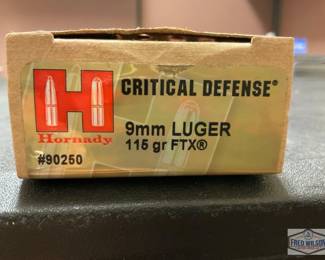 CRITICAL DEFENSE®
H
Hornady
9mm LUGER
115 gr FTX®
#90250
FRED WILSON